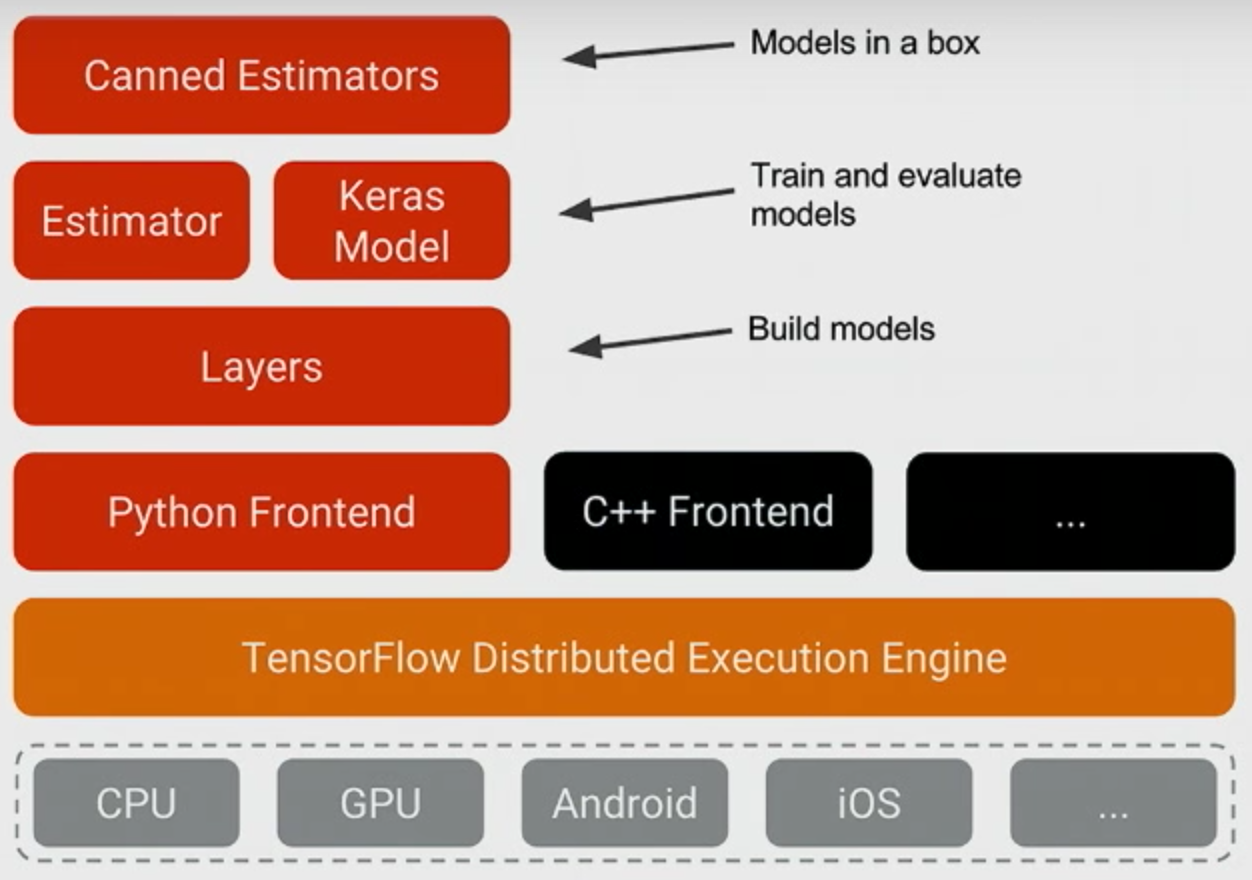 Canned Estimators
Models in a box
Estimator
Keras
Model
Train and evaluate
models
Layers
Build models
Python Frontend
C++ Frontend
...
TensorFlow Distributed Execution Engine
CPU
GPU
Android
iOS
...